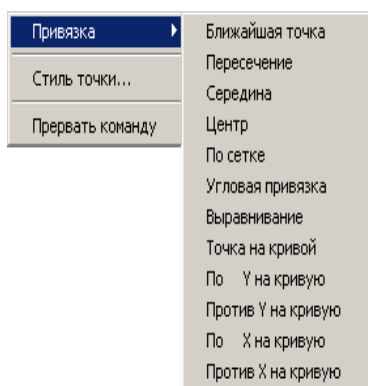 Привязка
Стиль точки...
Прервать команду
Ближайшая точка
Пересечение
Середина
Центр
По сетке
Угловая привязка
Выравнивание
Точка на кривой
По Y на кривую
Против Y на кривую
По X на кривую
Против X на кривую